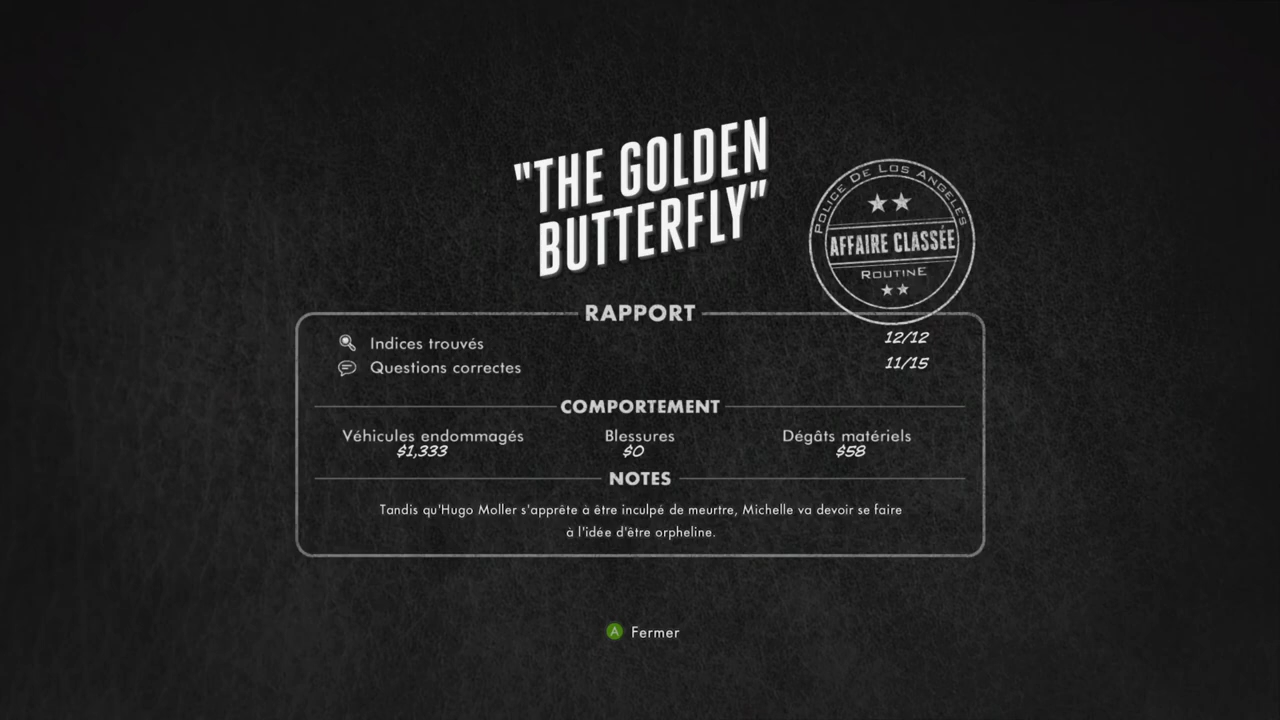 "THE GOLDEN
BUTTERFLY"
POLICE DE LOS ANGELES
AFFAIRE CLASSÉE
ROUTINE
RAPPORT
Indices trouvés 12/12
Questions correctes 11/15
COMPORTEMENT
Véhicules endommagés Blessures Dégâts matériels
$1,333 $0 $58
NOTES
Tandis qu'Hugo Moller s'apprête à être inculpé de meurtre, Michelle va devoir se faire
à l'idée d'être orpheline.
A Fermer